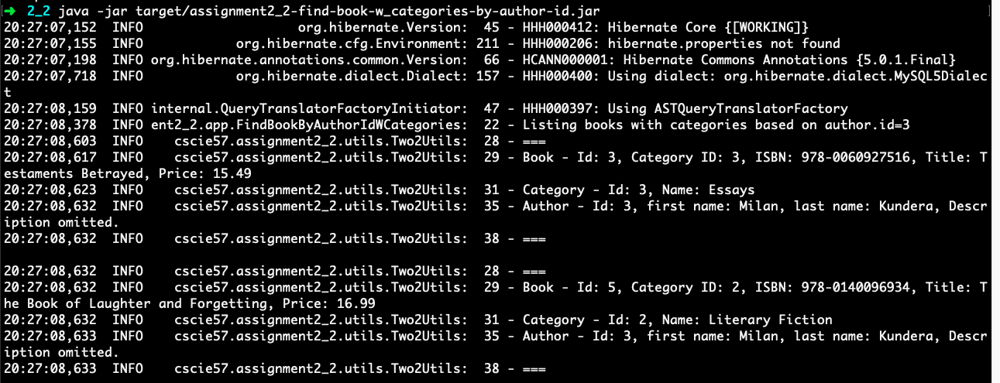 [➜  2_2 java -jar target/assignment2_2-find-book-w_categories-by-author-id.jar ]
20:27:07,152  INFO                       org.hibernate.Version:  45 - HHH000412: Hibernate Core {[WORKING]}
20:27:07,155  INFO               org.hibernate.cfg.Environment: 211 - HHH000206: hibernate.properties not found
20:27:07,198  INFO org.hibernate.annotations.common.Version:  66 - HCANN000001: Hibernate Commons Annotations {5.0.1.Final}
20:27:07,718  INFO               org.hibernate.dialect.Dialect: 157 - HHH000400: Using dialect: org.hibernate.dialect.MySQL5Dialec
t
20:27:08,159  INFO internal.QueryTranslatorFactoryInitiator:  47 - HHH000397: Using ASTQueryTranslatorFactory
20:27:08,378  INFO ent2_2.app.FindBookByAuthorIdWCategories:  22 - Listing books with categories based on author.id=3
20:27:08,603  INFO    cscie57.assignment2_2.utils.Two2Utils:  28 - ===
20:27:08,617  INFO    cscie57.assignment2_2.utils.Two2Utils:  29 - Book - Id: 3, Category ID: 3, ISBN: 978-0060927516, Title: T
estaments Betrayed, Price: 15.49
20:27:08,623  INFO    cscie57.assignment2_2.utils.Two2Utils:  31 - Category - Id: 3, Name: Essays
20:27:08,632  INFO    cscie57.assignment2_2.utils.Two2Utils:  35 - Author - Id: 3, first name: Milan, last name: Kundera, Descr
iption omitted.
20:27:08,632  INFO    cscie57.assignment2_2.utils.Two2Utils:  38 - ===
20:27:08,632  INFO    cscie57.assignment2_2.utils.Two2Utils:  28 - ===
20:27:08,632  INFO    cscie57.assignment2_2.utils.Two2Utils:  29 - Book - Id: 5, Category ID: 2, ISBN: 978-0140096934, Title: T
he Book of Laughter and Forgetting, Price: 16.99
20:27:08,632  INFO    cscie57.assignment2_2.utils.Two2Utils:  31 - Category - Id: 2, Name: Literary Fiction
20:27:08,633  INFO    cscie57.assignment2_2.utils.Two2Utils:  35 - Author - Id: 3, first name: Milan, last name: Kundera, Descr
iption omitted.
20:27:08,633  INFO    cscie57.assignment2_2.utils.Two2Utils:  38 - ===